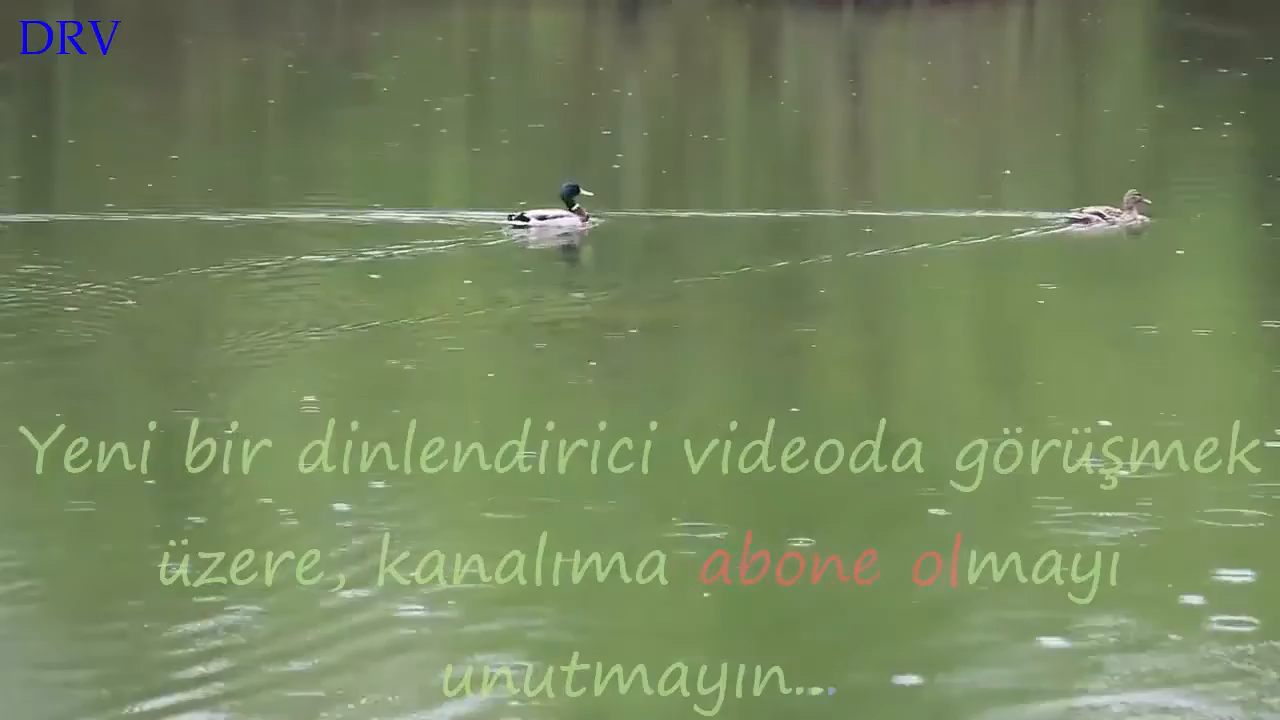 DRV
Yeni bir dinlendirici videoda görüşmek
üzere, kanalıma abone olmayı
unutmayın...